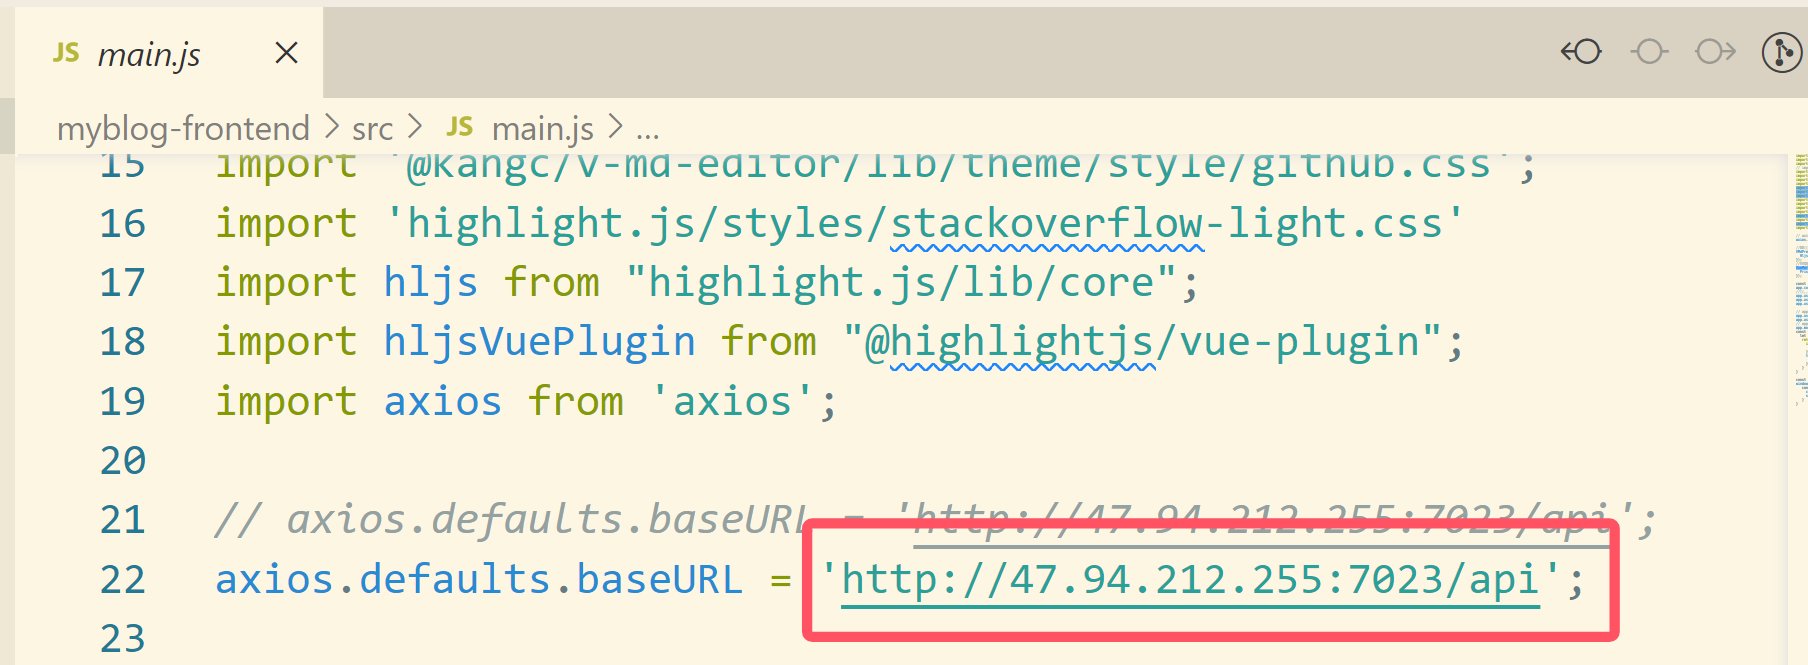 JS main.js
myblog-frontend > src > JS main.js > ...
15 import '@kangc/v-md-editor/lib/theme/style/github.css';
16 import 'highlight.js/styles/stackoverflow-light.css'
17 import hljs from "highlight.js/lib/core";
18 import hljsVuePlugin from "@highlightjs/vue-plugin";
19 import axios from 'axios';
20
21 // axios.defaults.baseURL = 'http://47.94.212.255:7023/api';
22 axios.defaults.baseURL = 'http://47.94.212.255:7023/api';
23